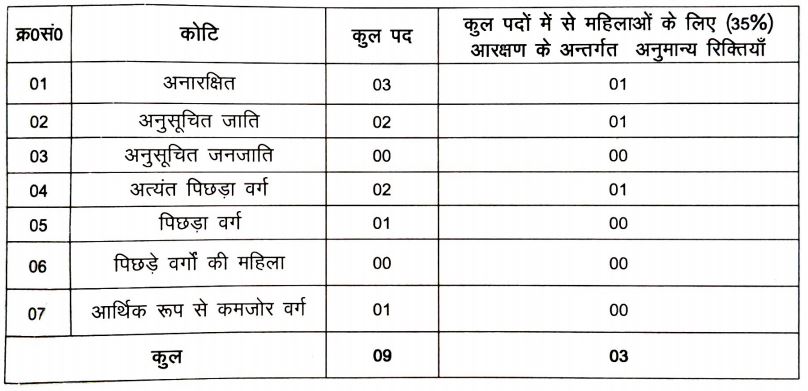 क्र0सं0 कोटि कुल पद कुल पदों में से महिलाओं के लिए (35%)
आरक्षण के अन्तर्गत अनुमान्य रिक्तियाँ
01 अनारक्षित 03 01
02 अनुसूचित जाति 02 01
03 अनुसूचित जनजाति 00 00
04 अत्यंत पिछड़ा वर्ग 02 01
05 पिछड़ा वर्ग 01 00
06 पिछड़े वर्गों की महिला 00 00
07 आर्थिक रूप से कमजोर वर्ग 01 00
कुल 09 03